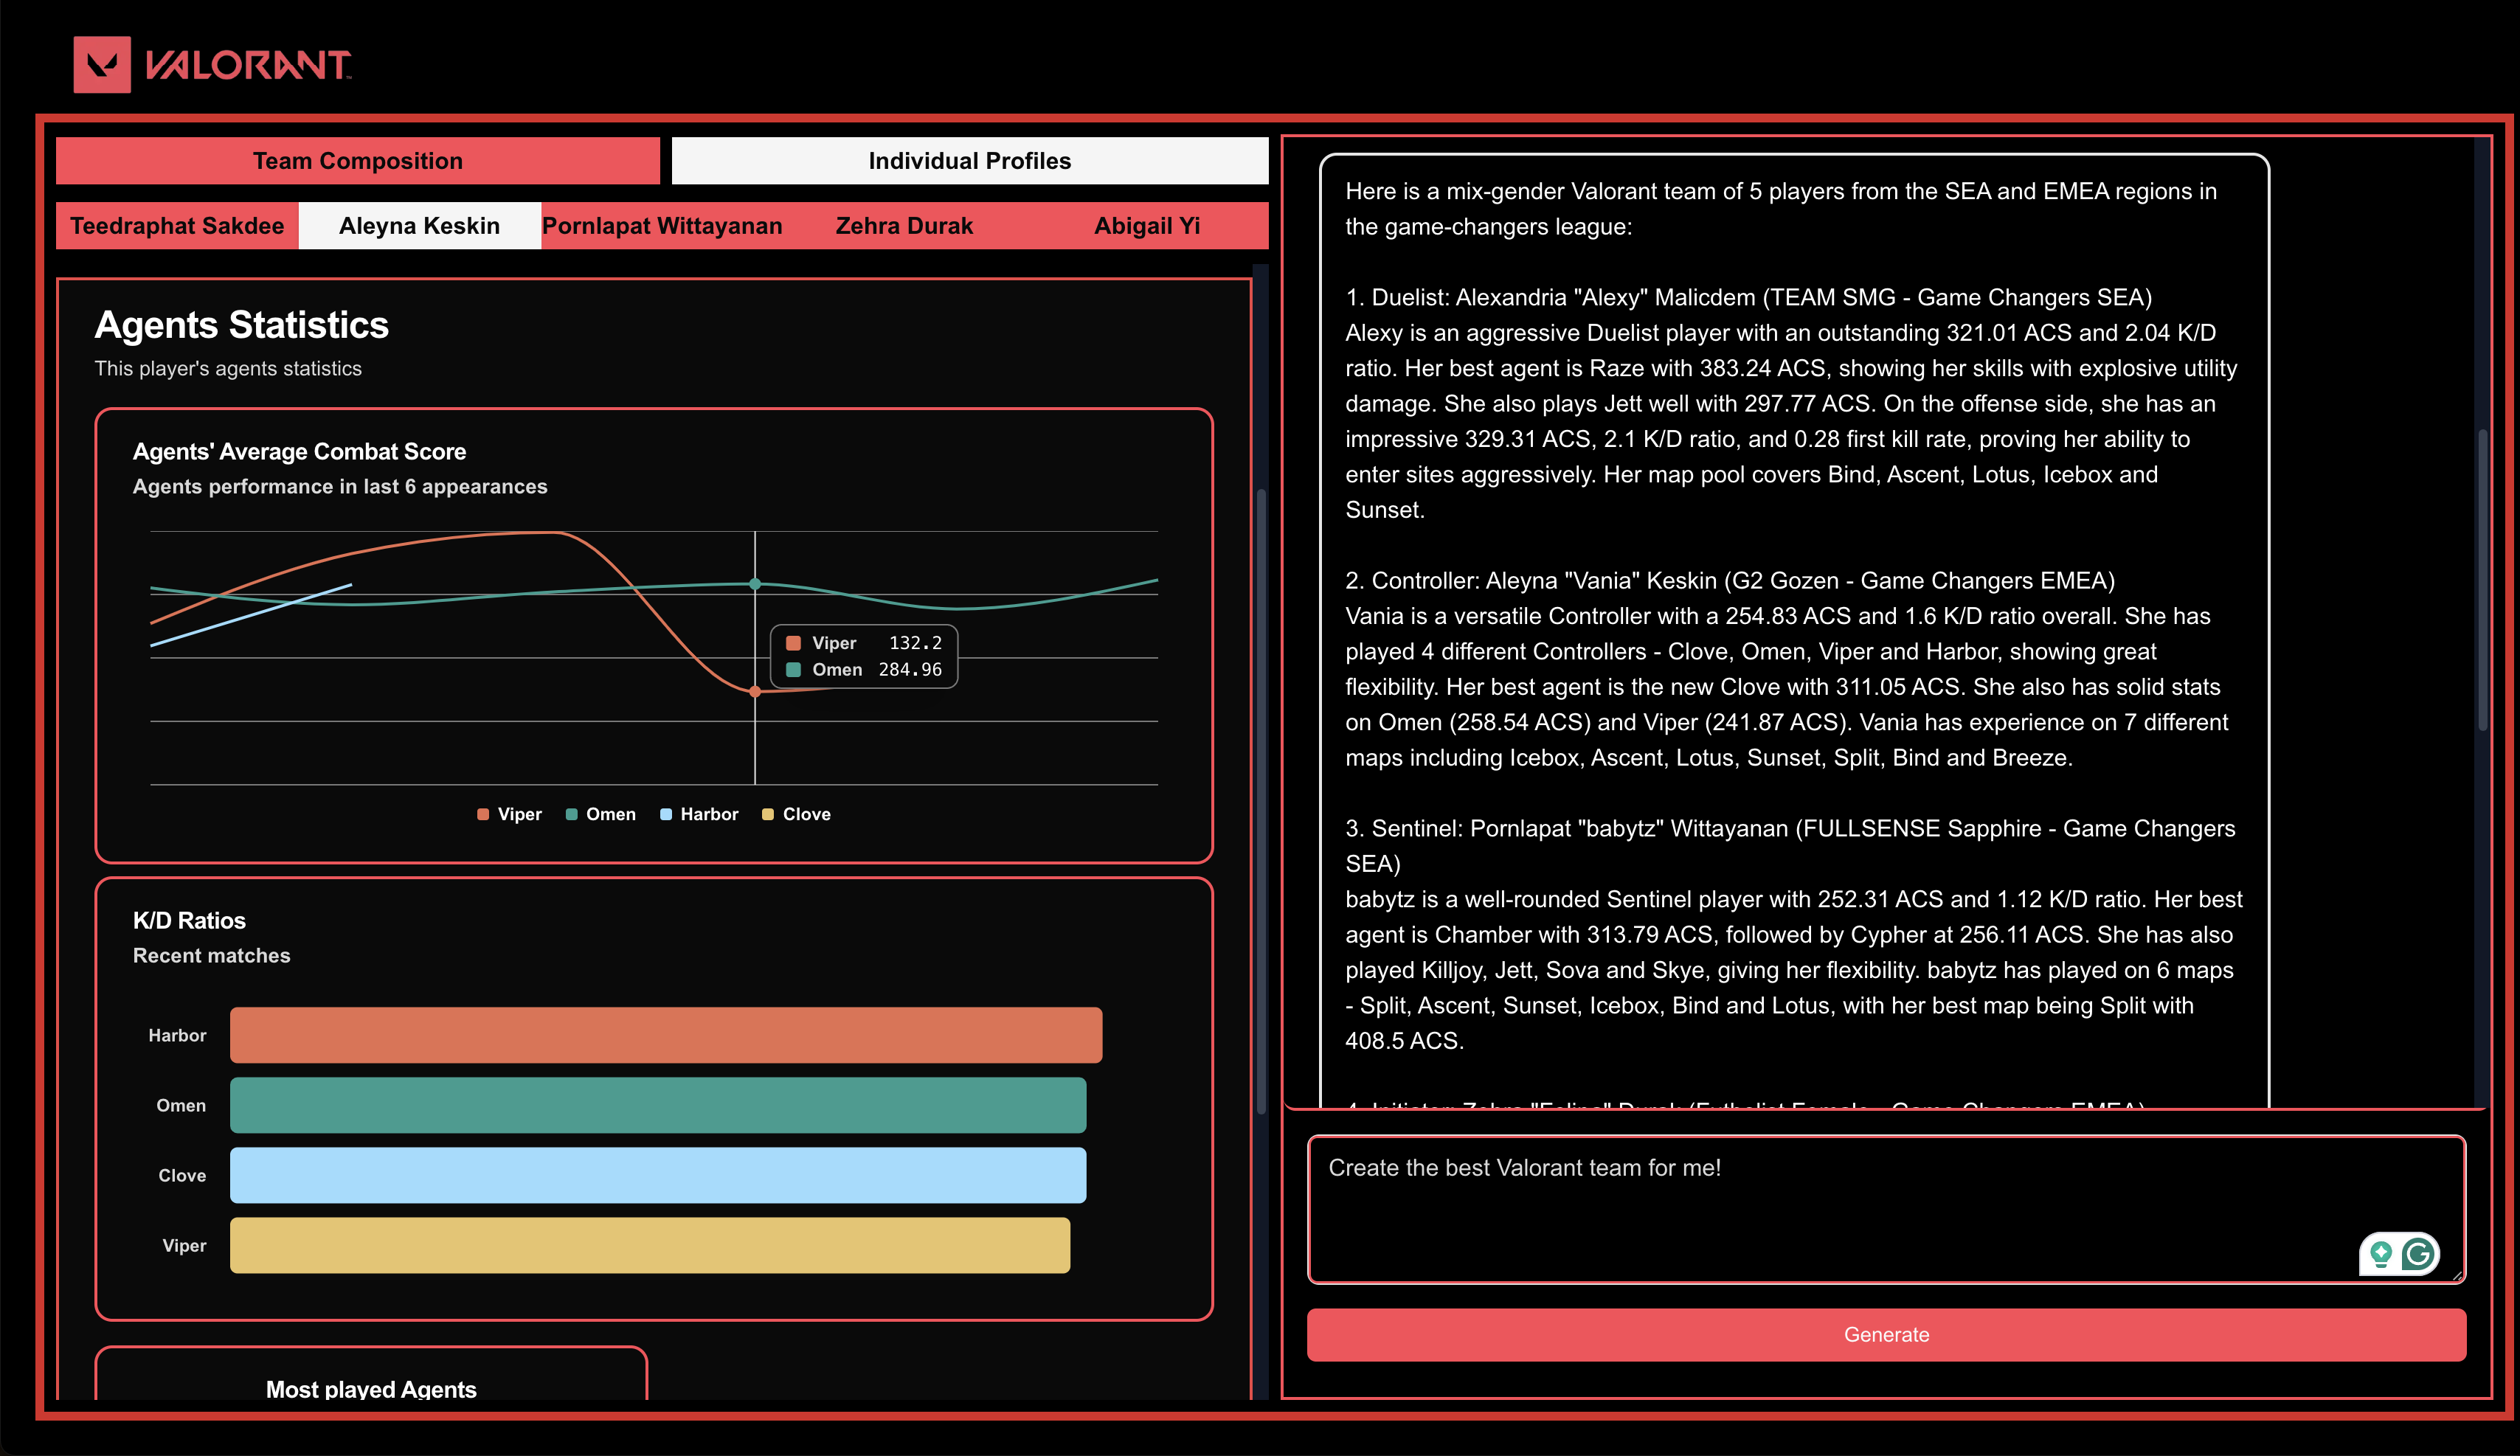 VALORANT
Team Composition
Individual Profiles
Teedraphat Sakdee
Aleyna Keskin
Pornlapat Wittayanan
Zehra Durak
Abigail Yi
Agents Statistics
This player's agents statistics
Agents' Average Combat Score
Agents performance in last 6 appearances
Viper 132.2
Omen 284.96
Viper
Omen
Harbor
Clove
K/D Ratios
Recent matches
Harbor
Omen
Clove
Viper
Most played Agents
Here is a mix-gender Valorant team of 5 players from the SEA and EMEA regions in
the game-changers league:
1. Duelist: Alexandria "Alexy" Malicdem (TEAM SMG - Game Changers SEA)
Alexy is an aggressive Duelist player with an outstanding 321.01 ACS and 2.04 K/D
ratio. Her best agent is Raze with 383.24 ACS, showing her skills with explosive utility
damage. She also plays Jett well with 297.77 ACS. On the offense side, she has an
impressive 329.31 ACS, 2.1 K/D ratio, and 0.28 first kill rate, proving her ability to
enter sites aggressively. Her map pool covers Bind, Ascent, Lotus, Icebox and
Sunset.
2. Controller: Aleyna "Vania" Keskin (G2 Gozen - Game Changers EMEA)
Vania is a versatile Controller with a 254.83 ACS and 1.6 K/D ratio overall. She has
played 4 different Controllers - Clove, Omen, Viper and Harbor, showing great
flexibility. Her best agent is the new Clove with 311.05 ACS. She also has solid stats
on Omen (258.54 ACS) and Viper (241.87 ACS). Vania has experience on 7 different
maps including Icebox, Ascent, Lotus, Sunset, Split, Bind and Breeze.
3. Sentinel: Pornlapat "babytz" Wittayanan (FULLSENSE Sapphire - Game Changers
SEA)
babytz is a well-rounded Sentinel player with 252.31 ACS and 1.12 K/D ratio. Her best
agent is Chamber with 313.79 ACS, followed by Cypher at 256.11 ACS. She has also
played Killjoy, Jett, Sova and Skye, giving her flexibility. babytz has played on 6 maps
- Split, Ascent, Sunset, Icebox, Bind and Lotus, with her best map being Split with
408.5 ACS.
4. Initiator: Zehra Durak Female - Game Changers EMEA)
Create the best Valorant team for me!
Generate